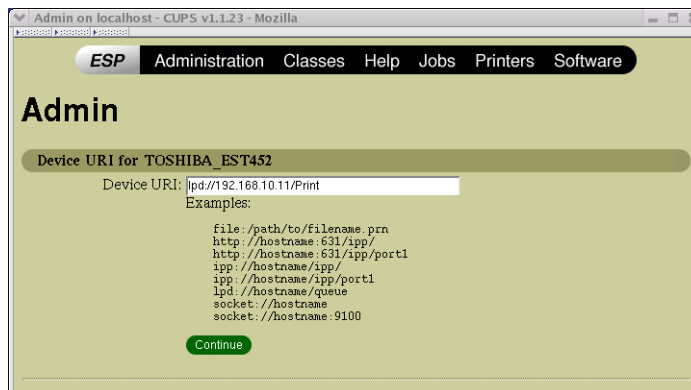 Admin on localhost - CUPS v1.1.23 - Mozilla
ESP Administration Classes Help Jobs Printers Software
Admin
Device URI for TOSHIBA_EST452
Device URI: lpd://192.168.10.11/Print
Examples:
file:/path/to/filename.prn
http://hostname:631/ipp/
http://hostname:631/ipp/port1
ipp://hostname/ipp/
ipp://hostname/ipp/port1
lpd://hostname/queue
socket://hostname
socket://hostname:9100
Continue